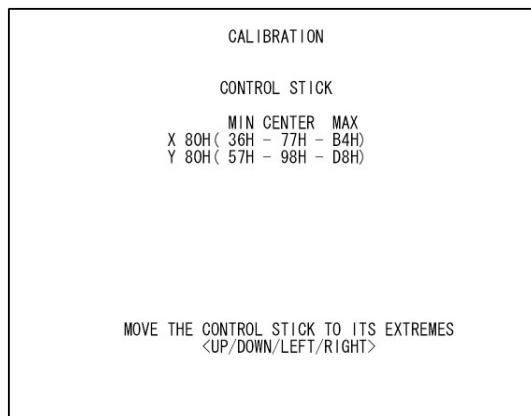 CALIBRATION
CONTROL STICK
MIN CENTER MAX
X 80H( 36H - 77H - B4H)
Y 80H( 57H - 98H - D8H)
MOVE THE CONTROL STICK TO ITS EXTREMES
<UP/DOWN/LEFT/RIGHT>